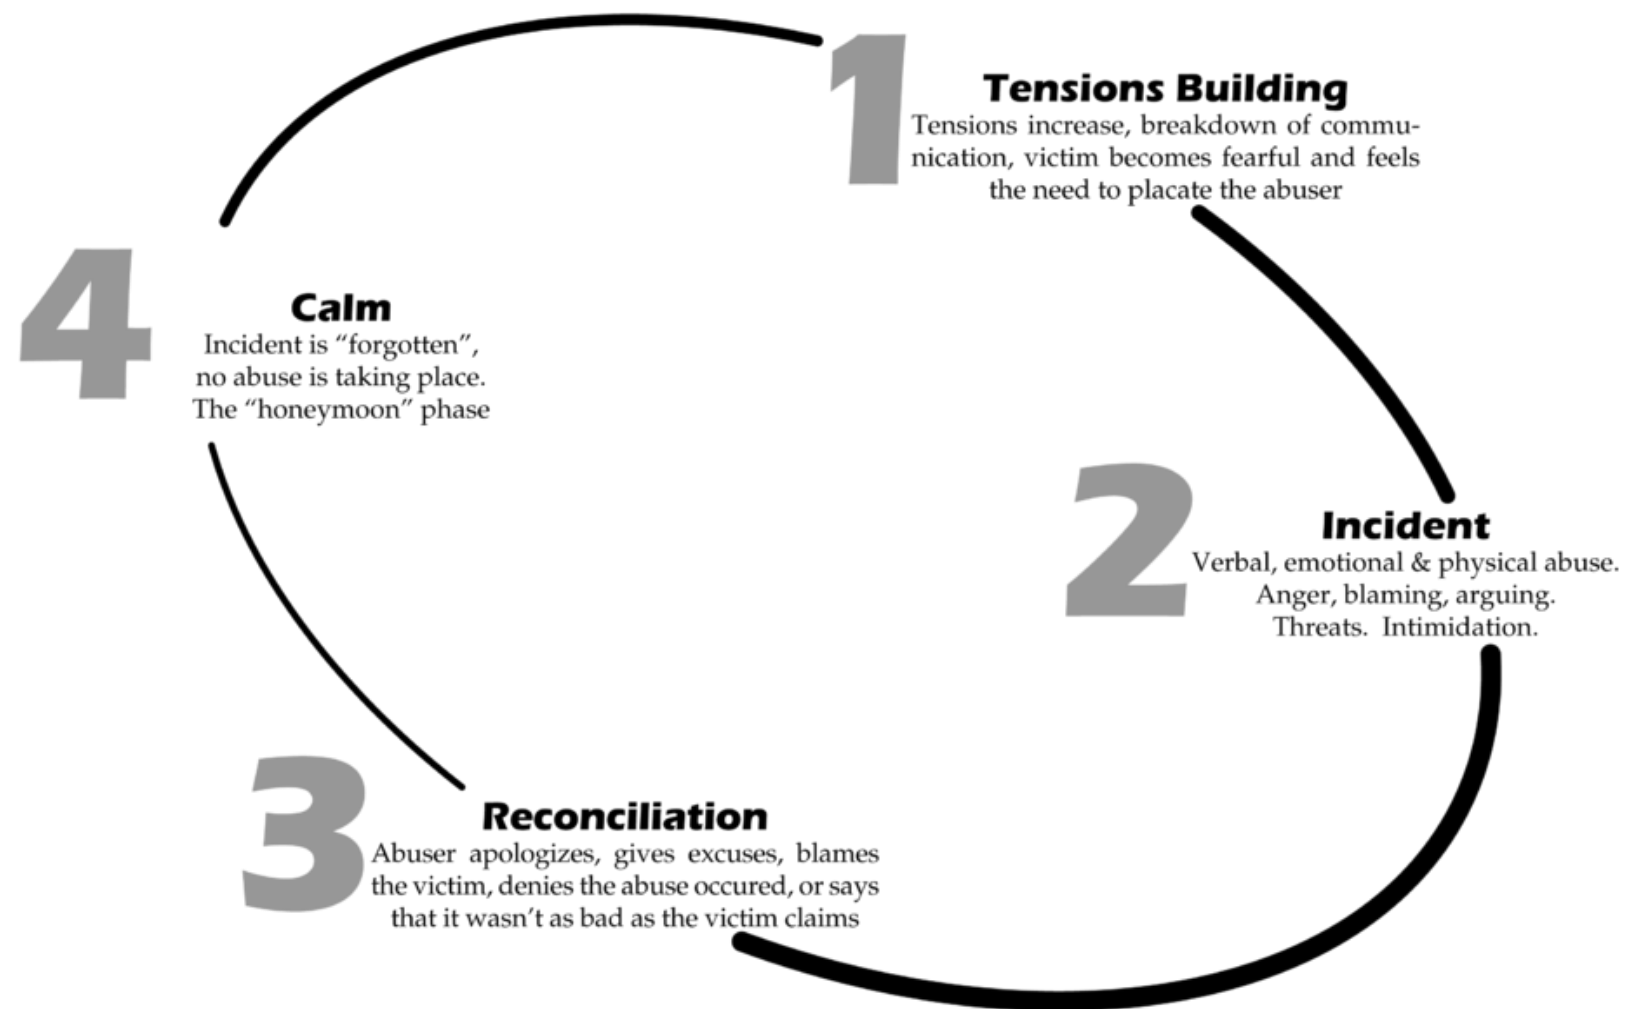 1
Tensions Building
Tensions increase, breakdown of commu-
nication, victim becomes fearful and feels
the need to placate the abuser
2
Incident
Verbal, emotional & physical abuse.
Anger, blaming, arguing.
Threats. Intimidation.
3
Reconciliation
Abuser apologizes, gives excuses, blames
the victim, denies the abuse occured, or says
that it wasn’t as bad as the victim claims
4
Calm
Incident is “forgotten”,
no abuse is taking place.
The “honeymoon” phase